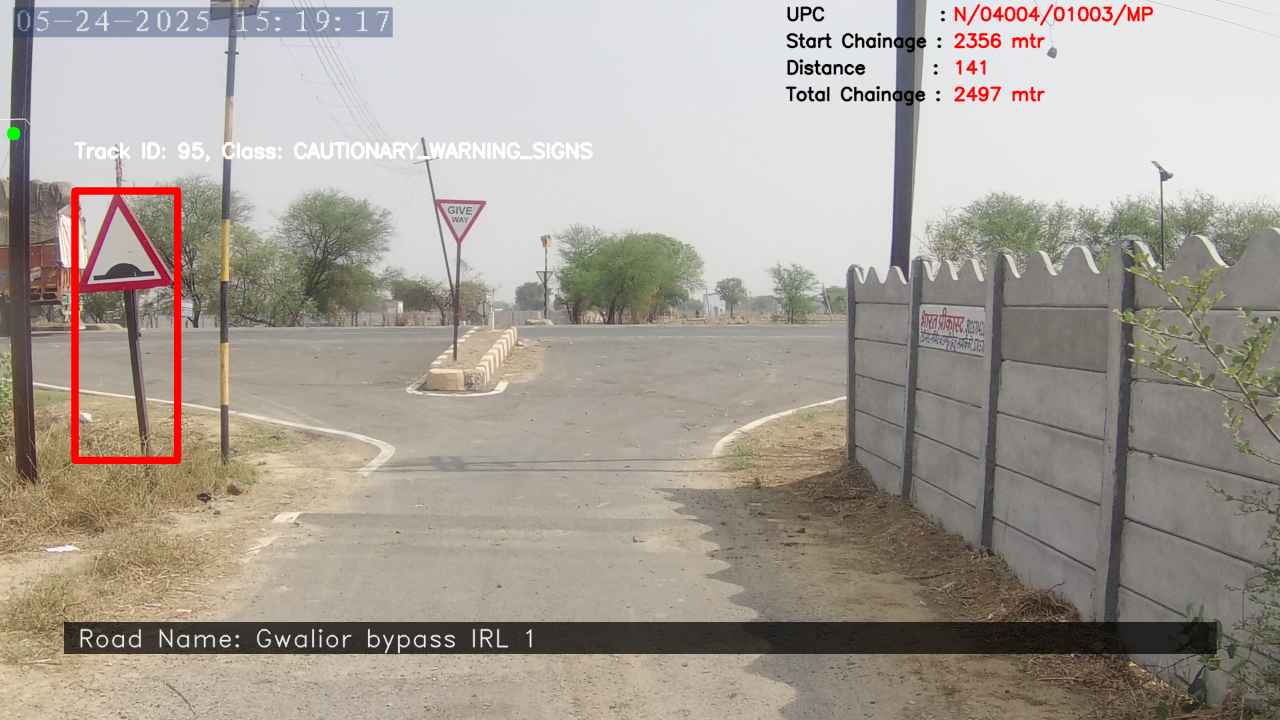 05-24-2025 15:19:17
UPC : N/04004/01003/MP
Start Chainage : 2356 mtr
Distance : 141
Total Chainage : 2497 mtr
Track ID: 95, Class: CAUTIONARY_WARNING_SIGNS
GIVE
WAY
भारत प्रीकास्ट
Road Name: Gwalior bypass IRL 1